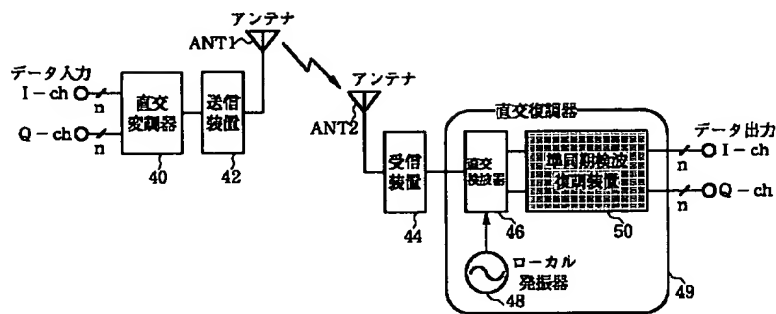 アンテナ
ANT1
データ入力
I-ch
n
Q-ch
n
直交
変調器
40
送信
装置
42
アンテナ
ANT2
受信
装置
44
直交復調器
直交
検波器
46
準同期検波
復調装置
50
データ出力
I-ch
n
Q-ch
n
ローカル
発振器
48
49